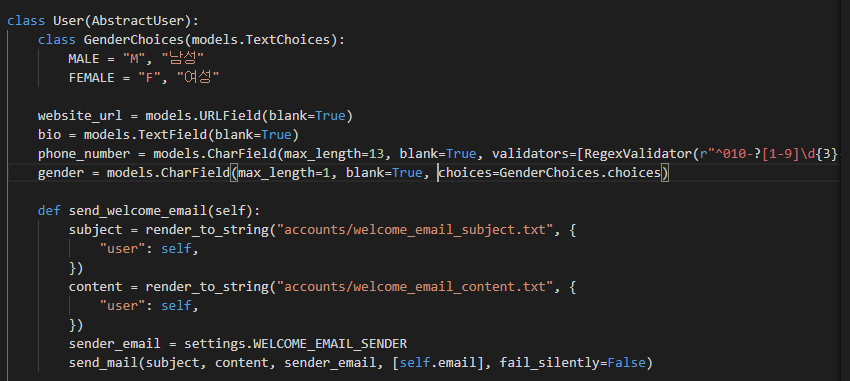 class User(AbstractUser):
    class GenderChoices(models.TextChoices):
        MALE = "M", "남성"
        FEMALE = "F", "여성"
    website_url = models.URLField(blank=True)
    bio = models.TextField(blank=True)
    phone_number = models.CharField(max_length=13, blank=True, validators=[RegexValidator(r"^010-?[1-9]\d{3}
    gender = models.CharField(max_length=1, blank=True, choices=GenderChoices.choices)
    def send_welcome_email(self):
        subject = render_to_string("accounts/welcome_email_subject.txt", {
            "user": self,
        })
        content = render_to_string("accounts/welcome_email_content.txt", {
            "user": self,
        })
        sender_email = settings.WELCOME_EMAIL_SENDER
        send_mail(subject, content, sender_email, [self.email], fail_silently=False)